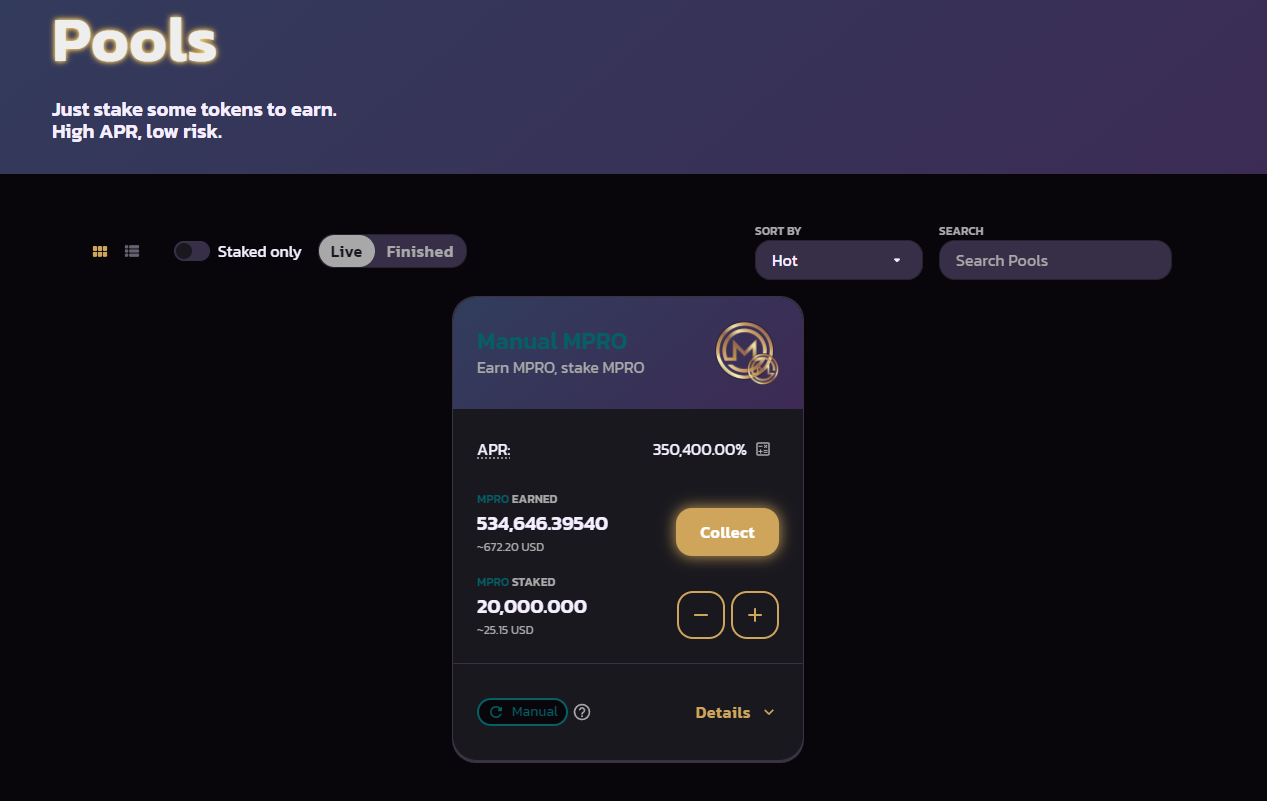 Pools
Just stake some tokens to earn.
High APR, low risk.
Staked only
Live
Finished
SORT BY
Hot
SEARCH
Search Pools
Manual MPRO
Earn MPRO, stake MPRO
APR:
350,400.00%
MPRO EARNED
534,646.39540
~672.20 USD
Collect
MPRO STAKED
20,000.000
~25.15 USD
Manual
Details